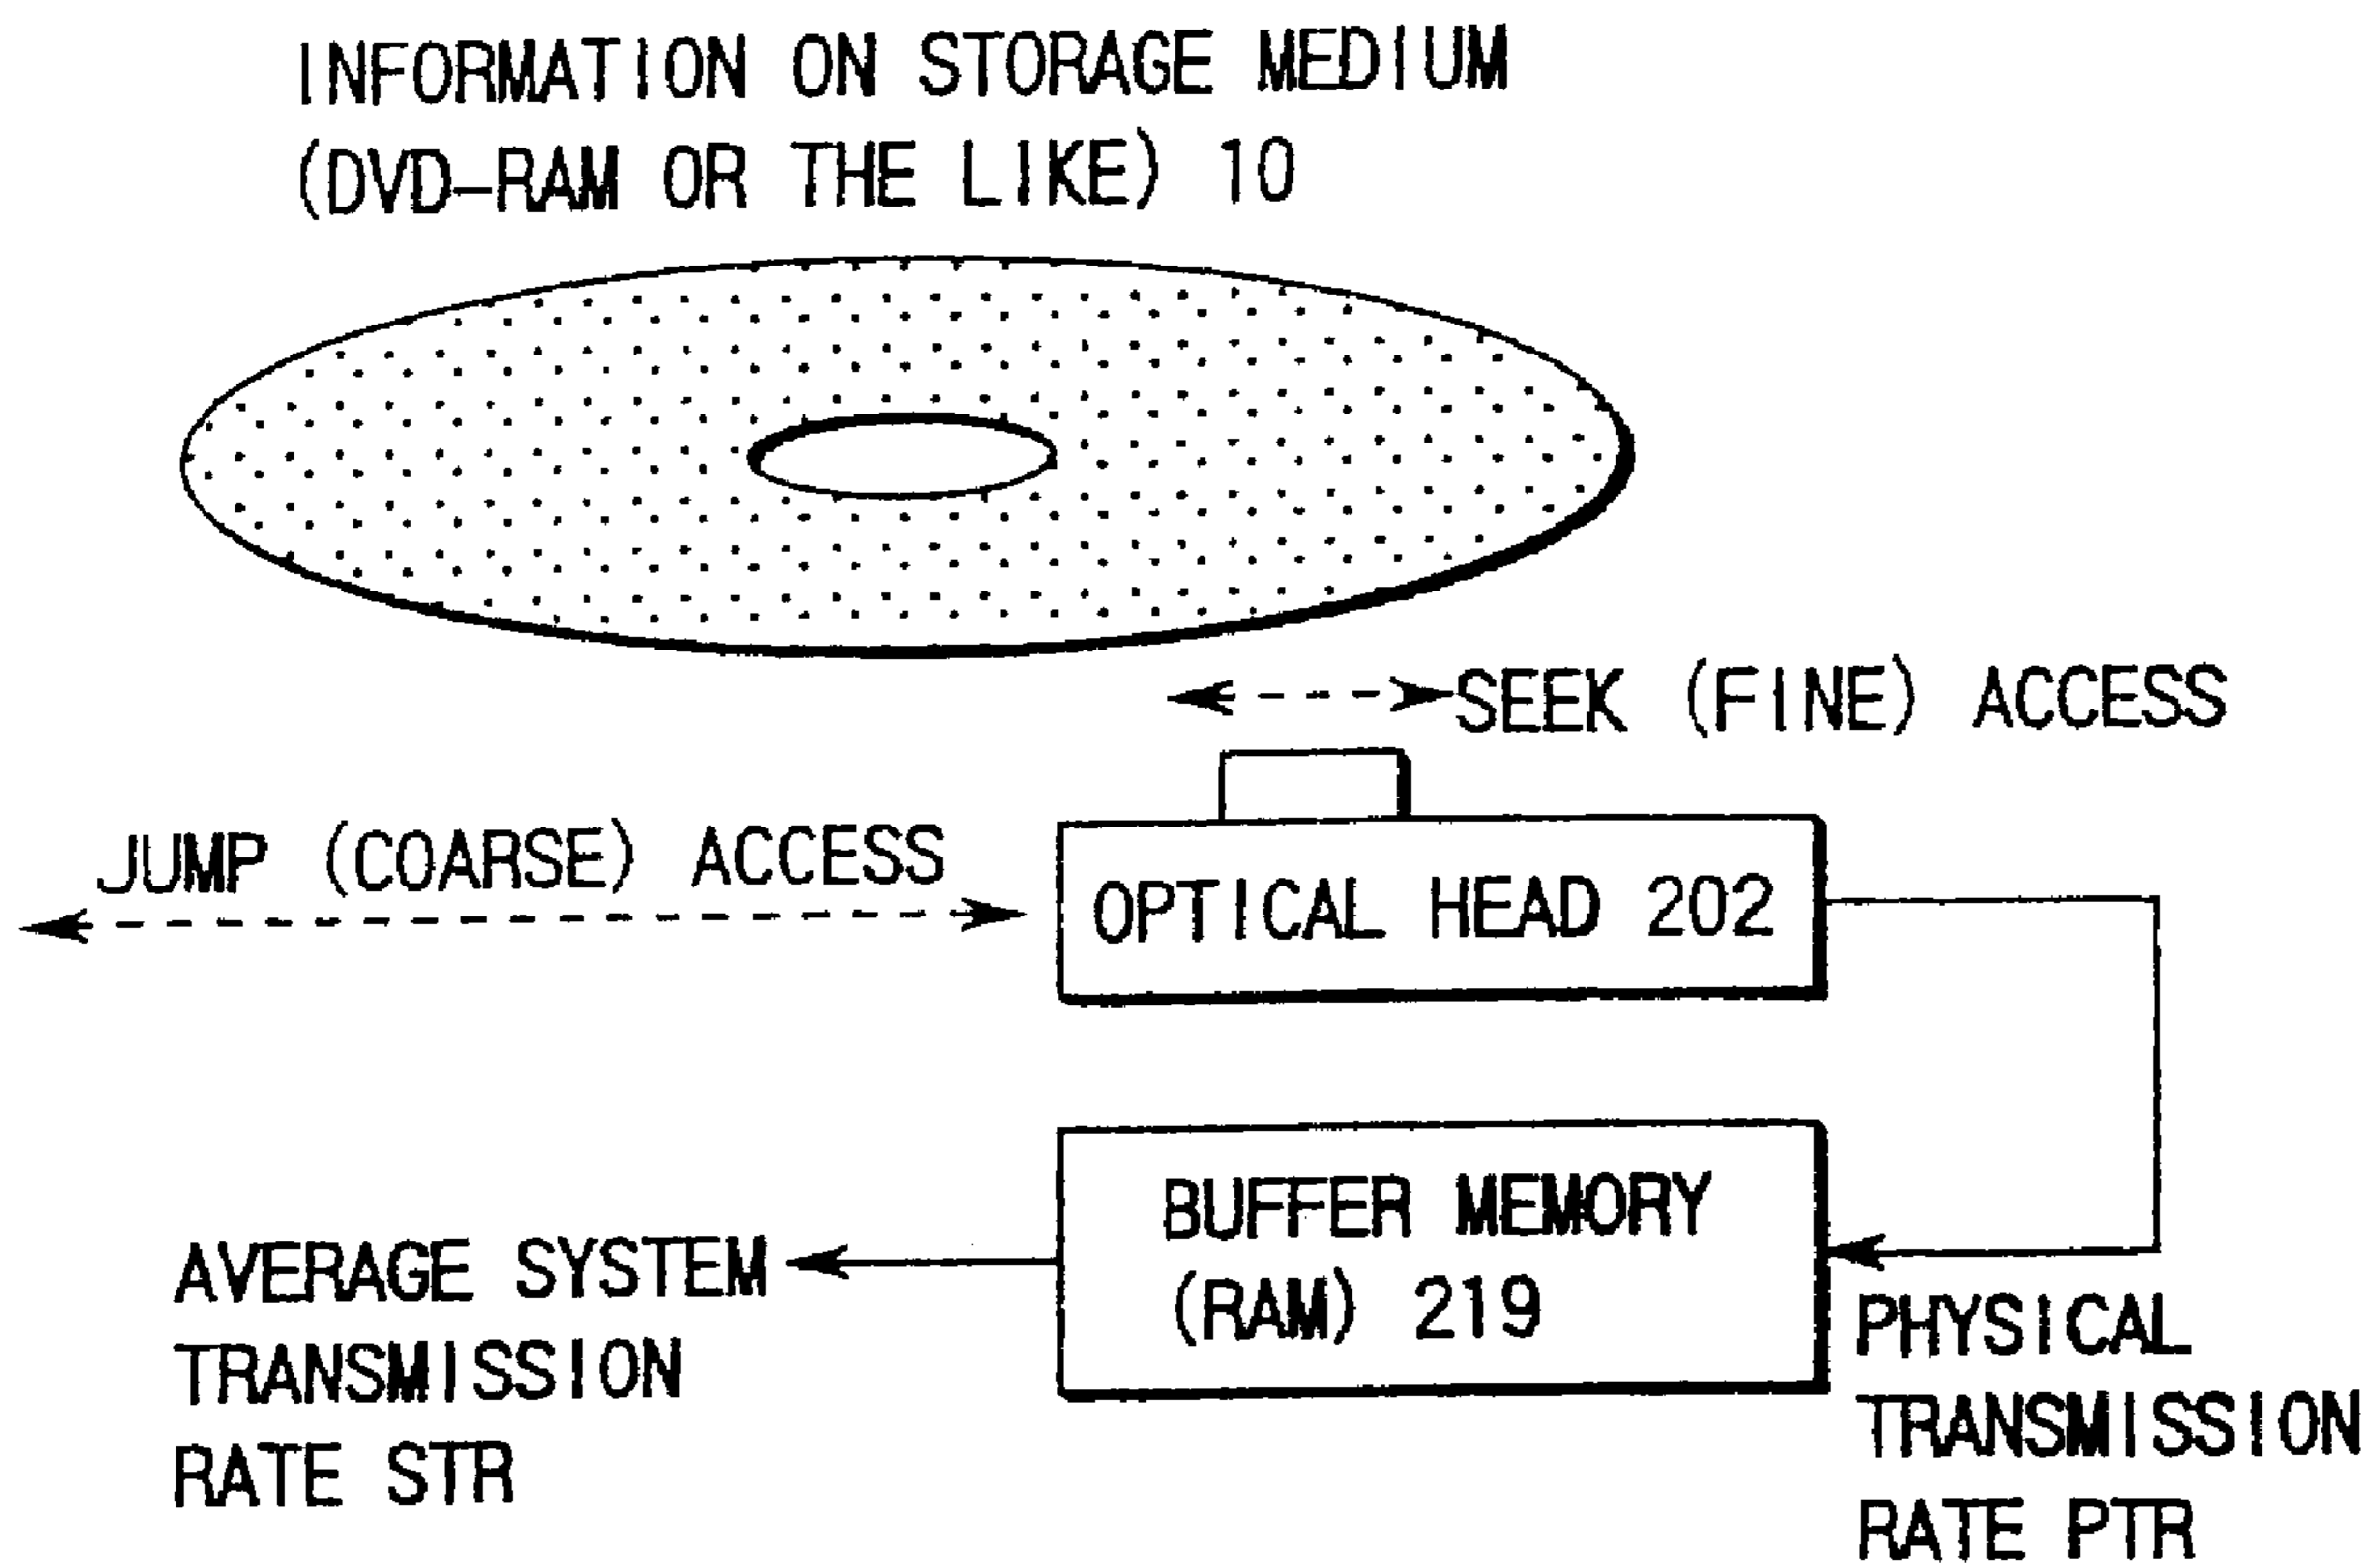 INFORMATION ON STORAGE MEDIUM
(DVD-RAM OR THE LIKE) 10
SEEK (FINE) ACCESS
JUMP (COARSE) ACCESS
OPTICAL HEAD 202
BUFFER MEMORY
(RAM) 219
AVERAGE SYSTEM
TRANSMISSION
RATE STR
PHYSICAL
TRANSMISSION
RATE PTR